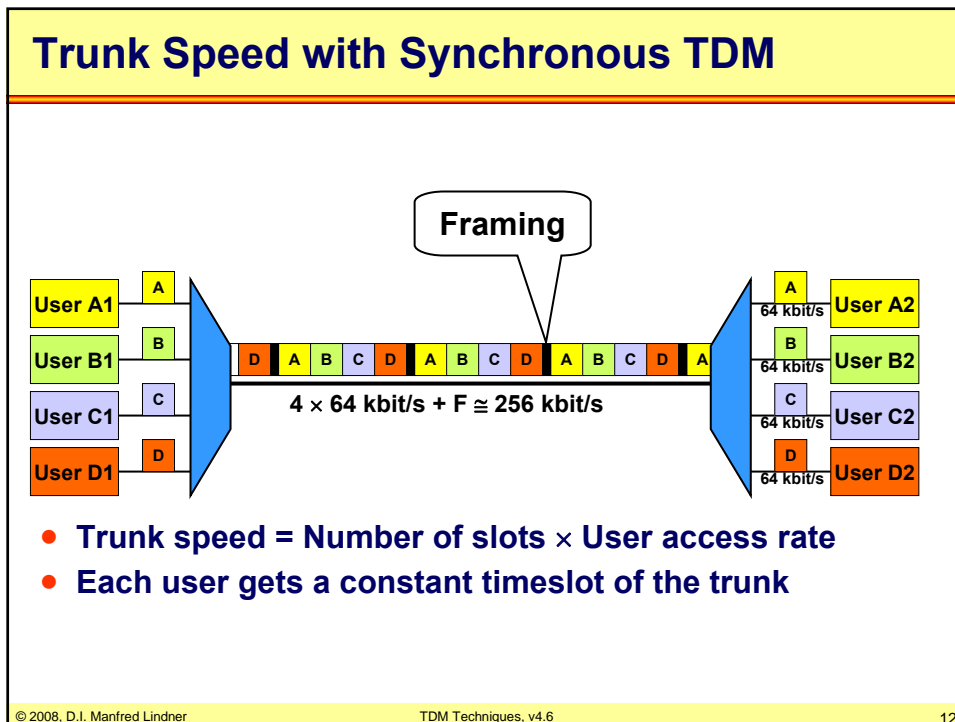 Trunk Speed with Synchronous TDM
Framing
User A1 A A 64 kbit/s User A2
User B1 B B 64 kbit/s User B2
User C1 C C 64 kbit/s User C2
User D1 D D 64 kbit/s User D2
D A B C D A B C D A B C D A
4 × 64 kbit/s + F ≅ 256 kbit/s
• Trunk speed = Number of slots × User access rate
• Each user gets a constant timeslot of the trunk
© 2008, D.I. Manfred Lindner TDM Techniques, v4.6 12